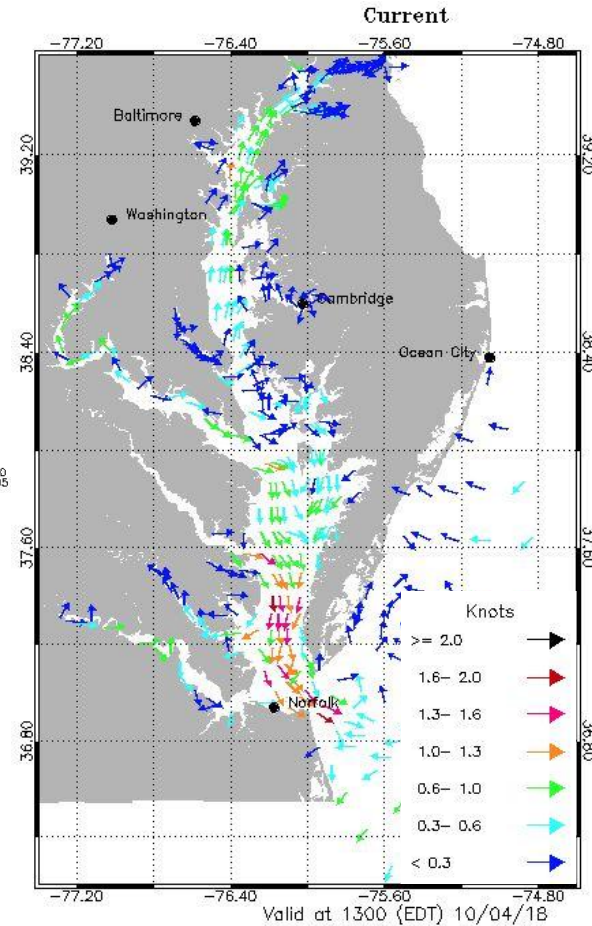 Current
−77.20 −76.40 −75.60 −74.80
Baltimore
39.20 39.20
Washington
Cambridge
38.40 Ocean City 38.40
37.60 37.60
Knots
>= 2.0
1.6− 2.0
1.3− 1.6
Norfolk
36.80 1.0− 1.3 36.80
0.6− 1.0
0.3− 0.6
< 0.3
−77.20 −76.40 −75.60 −74.80
Valid at 1300 (EDT) 10/04/18